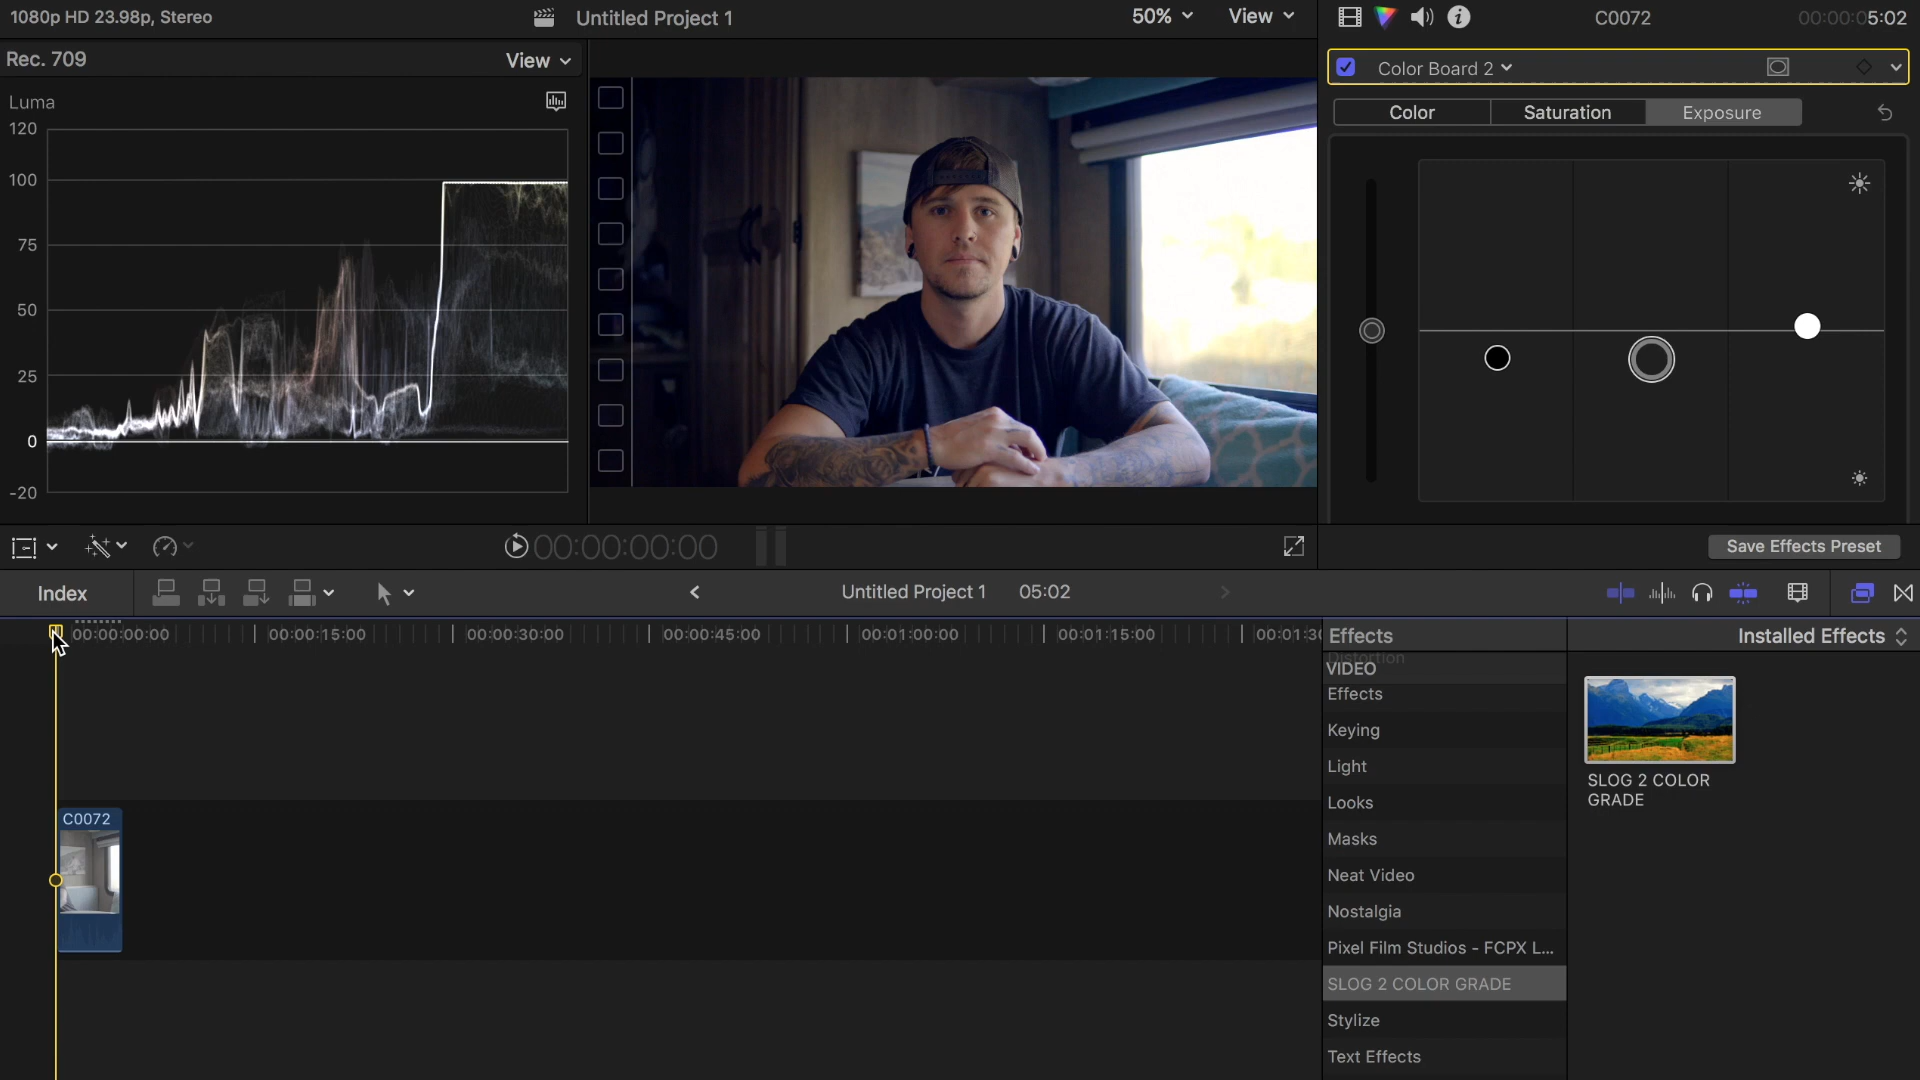 1080p HD 23.98p, Stereo
Untitled Project 1
50%
View
C0072
00:00:05:02
Rec. 709
View
Color Board 2
Luma
Color
Saturation
Exposure
120
100
75
50
25
0
-20
00:00:00:00
Save Effects Preset
Index
Untitled Project 1
05:02
00:00:00:00
00:00:15:00
00:00:30:00
00:00:45:00
00:01:00:00
00:01:15:00
00:01:30
Effects
Installed Effects
Distortion
VIDEO
Effects
Keying
Light
Looks
Masks
Neat Video
Nostalgia
Pixel Film Studios - FCPX L...
SLOG 2 COLOR GRADE
Stylize
Text Effects
SLOG 2 COLOR
GRADE
C0072